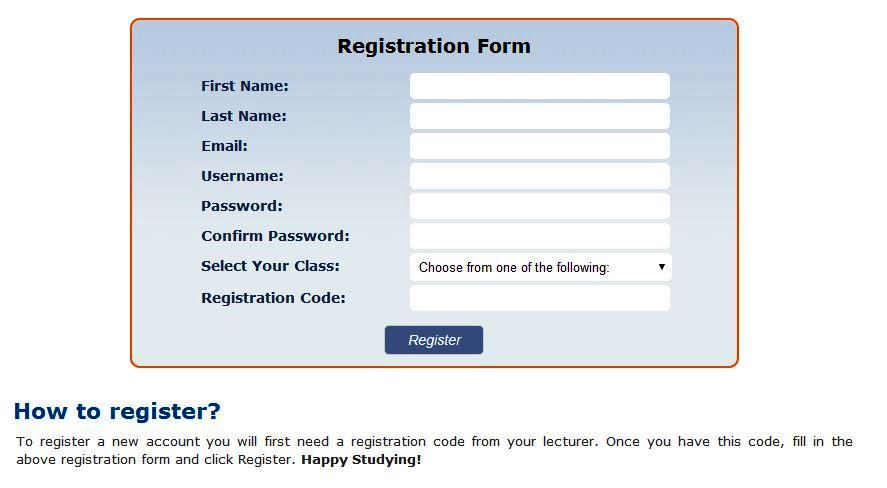 Registration Form
First Name:
Last Name:
Email:
Username:
Password:
Confirm Password:
Select Your Class: Choose from one of the following:
Registration Code:
Register
How to register?
To register a new account you will first need a registration code from your lecturer. Once you have this code, fill in the
above registration form and click Register. Happy Studying!